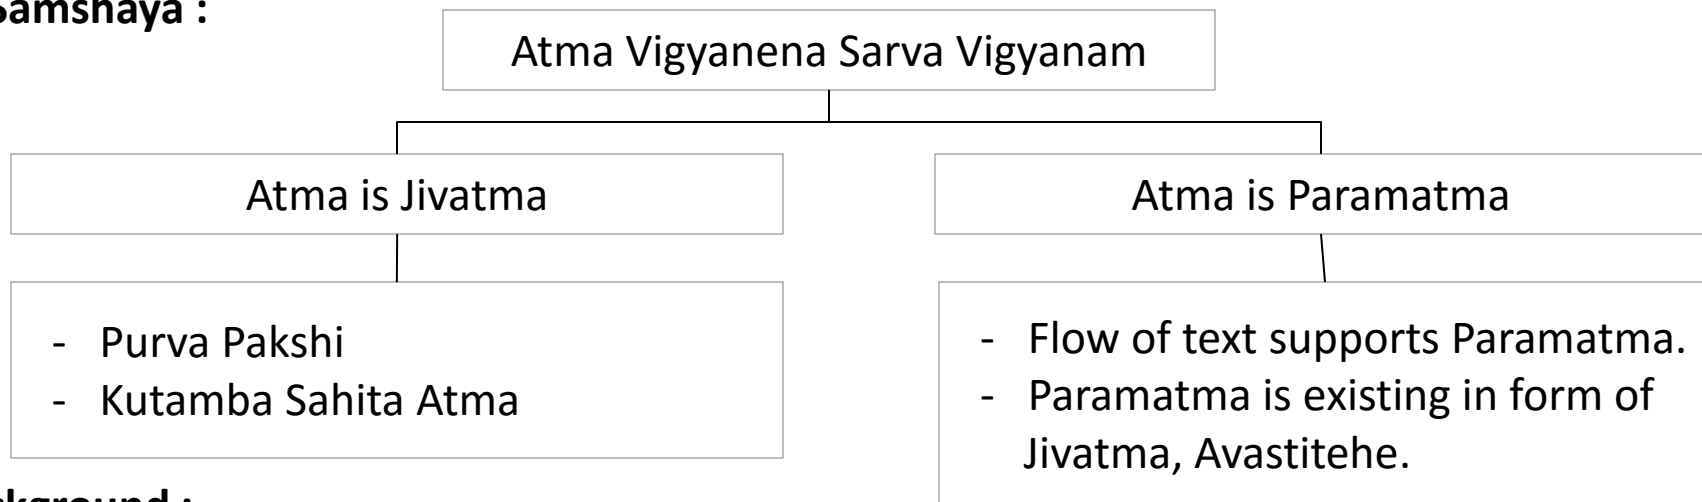 Samshaya :
Atma Vigyanena Sarva Vigyanam
Atma is Jivatma
Atma is Paramatma
- Purva Pakshi
- Kutamba Sahita Atma
- Flow of text supports Paramatma.
- Paramatma is existing in form of
Jivatma, Avastitehe.
kground :